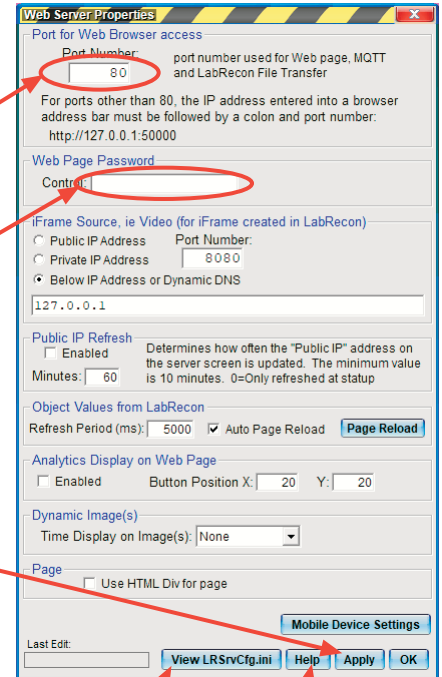 Web Server Properties
X
Port for Web Browser access
Port Number:
80
port number used for Web page, MQTT
and LabRecon File Transfer
For ports other than 80, the IP address entered into a browser
address bar must be followed by a colon and port number:
http://127.0.0.1:50000
Web Page Password
Control:
iFrame Source, ie Video (for iFrame created in LabRecon)
Public IP Address
Port Number:
Private IP Address
8080
Below IP Address or Dynamic DNS
127.0.0.1
Public IP Refresh
Enabled
Minutes: 60
Determines how often the "Public IP" address on
the server screen is updated. The minimum value
is 10 minutes. 0=Only refreshed at statup
Object Values from LabRecon
Refresh Period (ms): 5000 Auto Page Reload Page Reload
Analytics Display on Web Page
Enabled Button Position X: 20 Y: 20
Dynamic Image(s)
Time Display on Image(s): None
Page
Use HTML Div for page
Mobile Device Settings
Last Edit:
View LRSrvCfg.ini Help Apply OK